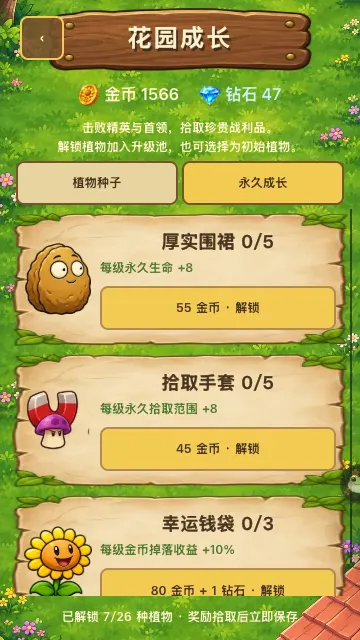 ‹
花园成长
金币 1566 钻石 47
击败精英与首领，拾取珍贵战利品。
解锁植物加入升级池，也可选择为初始植物。
植物种子
永久成长
厚实围裙 0/5
每级永久生命 +8
55 金币 · 解锁
拾取手套 0/5
每级永久拾取范围 +8
45 金币 · 解锁
幸运钱袋 0/3
每级金币掉落收益 +10%
80 金币 + 1 钻石 · 解锁
已解锁 7/26 种植物 · 奖励拾取后立即保存